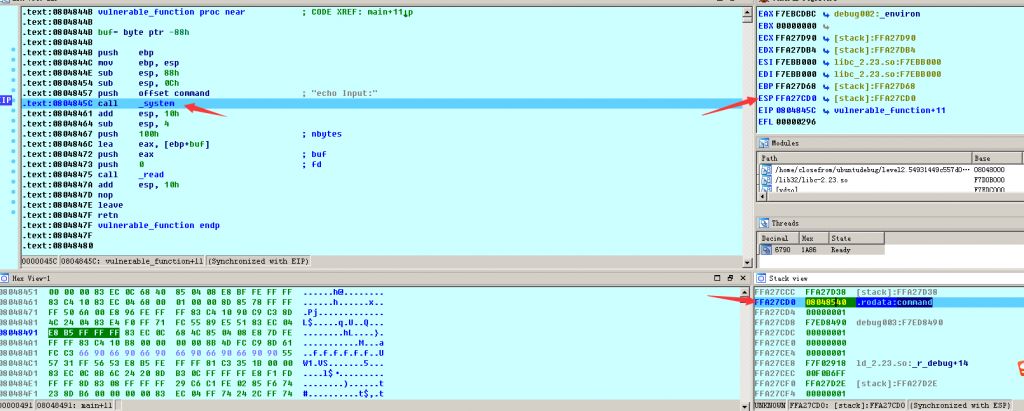 .text:0804844B vulnerable_function proc near ; CODE XREF: main+11↓p
.text:0804844B
.text:0804844B buf= byte ptr -88h
.text:0804844B
.text:0804844B push ebp
.text:0804844C mov ebp, esp
.text:0804844E sub esp, 88h
.text:08048454 sub esp, 0Ch
.text:08048457 push offset command ; "echo Input:"
.text:0804845C call _system
.text:08048461 add esp, 10h
.text:08048464 sub esp, 4
.text:08048467 push 100h ; nbytes
.text:0804846C lea eax, [ebp+buf]
.text:08048472 push eax ; buf
.text:08048473 push 0 ; fd
.text:08048475 call _read
.text:0804847A add esp, 10h
.text:0804847D nop
.text:0804847E leave
.text:0804847F retn
.text:0804847F vulnerable_function endp
.text:0804847F
.text:08048480
EIP
0000045C 0804845C: vulnerable_function+11 (Synchronized with EIP)
EAX F7EBCDBC debug002:_environ
EBX 00000000
ECX FFA27D90 [stack]:FFA27D90
EDX FFA27DB4 [stack]:FFA27DB4
ESI F7EBB000 libc_2.23.so:F7EBB000
EDI F7EBB000 libc_2.23.so:F7EBB000
EBP FFA27D68 [stack]:FFA27D68
ESP FFA27CD0 [stack]:FFA27CD0
EIP 0804845C vulnerable_function+11
EFL 00000296
Modules
Path Base
/home/closefrom/ubuntudebug/level2.54931449c557d0... 08048000
/lib32/libc-2.23.so F7D0B000
[vdso] F7EDC000
Threads
Decimal Hex State
6790 1A86 Ready
Hex View-1
08048451 00 00 00 83 EC 0C 68 40 85 04 08 E8 BF FE FF FF
08048461 83 C4 10 83 EC 04 68 00 01 00 00 8D 85 78 FF FF
08048471 FF 50 6A 00 E8 96 FE FF FF 83 C4 10 90 C9 C3 8D
08048481 4C 24 04 83 E4 F0 FF 71 FC 55 89 E5 51 83 EC 04
08048491 E8 B5 FF FF FF 83 EC 0C 68 4C 85 04 08 E8 7D FE
080484A1 FF FF 83 C4 10 B8 00 00 00 00 8B 4D FC C9 8D 61
080484B1 FC C3 66 90 66 90 66 90 66 90 66 90 66 90 90 55
080484C1 57 31 FF 56 53 E8 B5 FE FF FF 81 C3 35 1B 00 00
080484D1 83 EC 0C 8B 6C 24 20 8D B3 0C FF FF FF E8 F1 FD
080484E1 FF FF 8D 83 08 FF FF FF 29 C6 C1 FE 02 85 F6 74
080484F1 23 8D B6 00 00 00 00 83 EC 04 FF 74 24 2C FF 74
00000491 08048491: main+11
Stack view
FFA27CCC FFA27D38 [stack]:FFA27D38
FFA27CD0 08048540 .rodata:command
FFA27CD4 00000001
FFA27CD8 F7ED8490 debug003:F7ED8490
FFA27CDC 00000001
FFA27CE0 00000000
FFA27CE4 00000001
FFA27CE8 F7F02918 ld_2.23.so:_r_debug+14
FFA27CEC 00F0B6FF
FFA27CF0 FFA27D2E [stack]:FFA27D2E
FFA27CF4 00000001
UNKNOWN FFA27CD0: [stack]:FFA27CD0 (Synchronized with ESP)